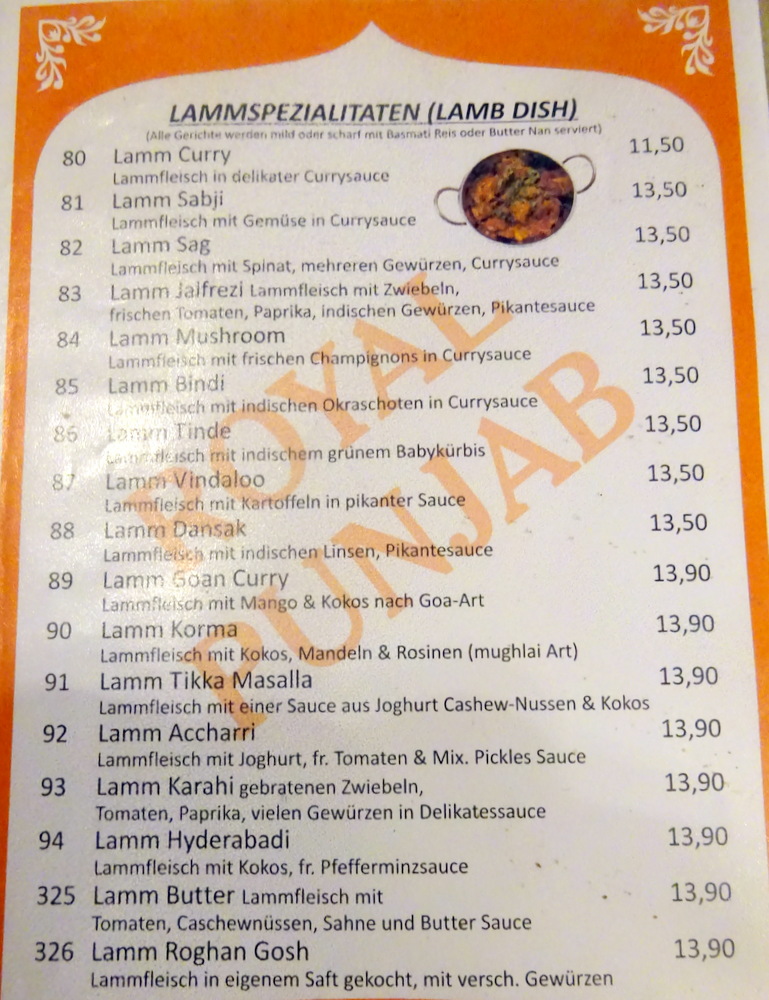 LAMMSPEZIALITATEN (LAMB DISH)
(Alle Gerichte werden mild oder scharf mit Basmati Reis oder Butter Nan serviert)
80 Lamm Curry 11,50
Lammfleisch in delikater Currysauce
81 Lamm Sabji 13,50
Lammfleisch mit Gemüse in Currysauce
82 Lamm Sag 13,50
Lammfleisch mit Spinat, mehreren Gewürzen, Currysauce
83 Lamm Jalfrezi Lammfleisch mit Zwiebeln, 13,50
frischen Tomaten, Paprika, indischen Gewürzen, Pikantesauce
84 Lamm Mushroom 13,50
Lammfleisch mit frischen Champignons in Currysauce
85 Lamm Bindi 13,50
Lammfleisch mit indischen Okraschoten in Currysauce
86 Lamm Tinde 13,50
Lammfleisch mit indischem grünem Babykürbis
87 Lamm Vindaloo 13,50
Lammfleisch mit Kartoffeln in pikanter Sauce
88 Lamm Dansak 13,50
Lammfleisch mit indischen Linsen, Pikantesauce
89 Lamm Goan Curry 13,90
Lammfleisch mit Mango & Kokos nach Goa-Art
90 Lamm Korma 13,90
Lammfleisch mit Kokos, Mandeln & Rosinen (mughlai Art)
91 Lamm Tikka Masalla 13,90
Lammfleisch mit einer Sauce aus Joghurt Cashew-Nussen & Kokos
92 Lamm Accharri 13,90
Lammfleisch mit Joghurt, fr. Tomaten & Mix. Pickles Sauce
93 Lamm Karahi gebratenen Zwiebeln, 13,90
Tomaten, Paprika, vielen Gewürzen in Delikatessauce
94 Lamm Hyderabadi 13,90
Lammfleisch mit Kokos, fr. Pfefferminzsauce
325 Lamm Butter Lammfleisch mit 13,90
Tomaten, Caschewnüssen, Sahne und Butter Sauce
326 Lamm Roghan Gosh 13,90
Lammfleisch in eigenem Saft gekocht, mit versch. Gewürzen
ROYAL
PUNJAB